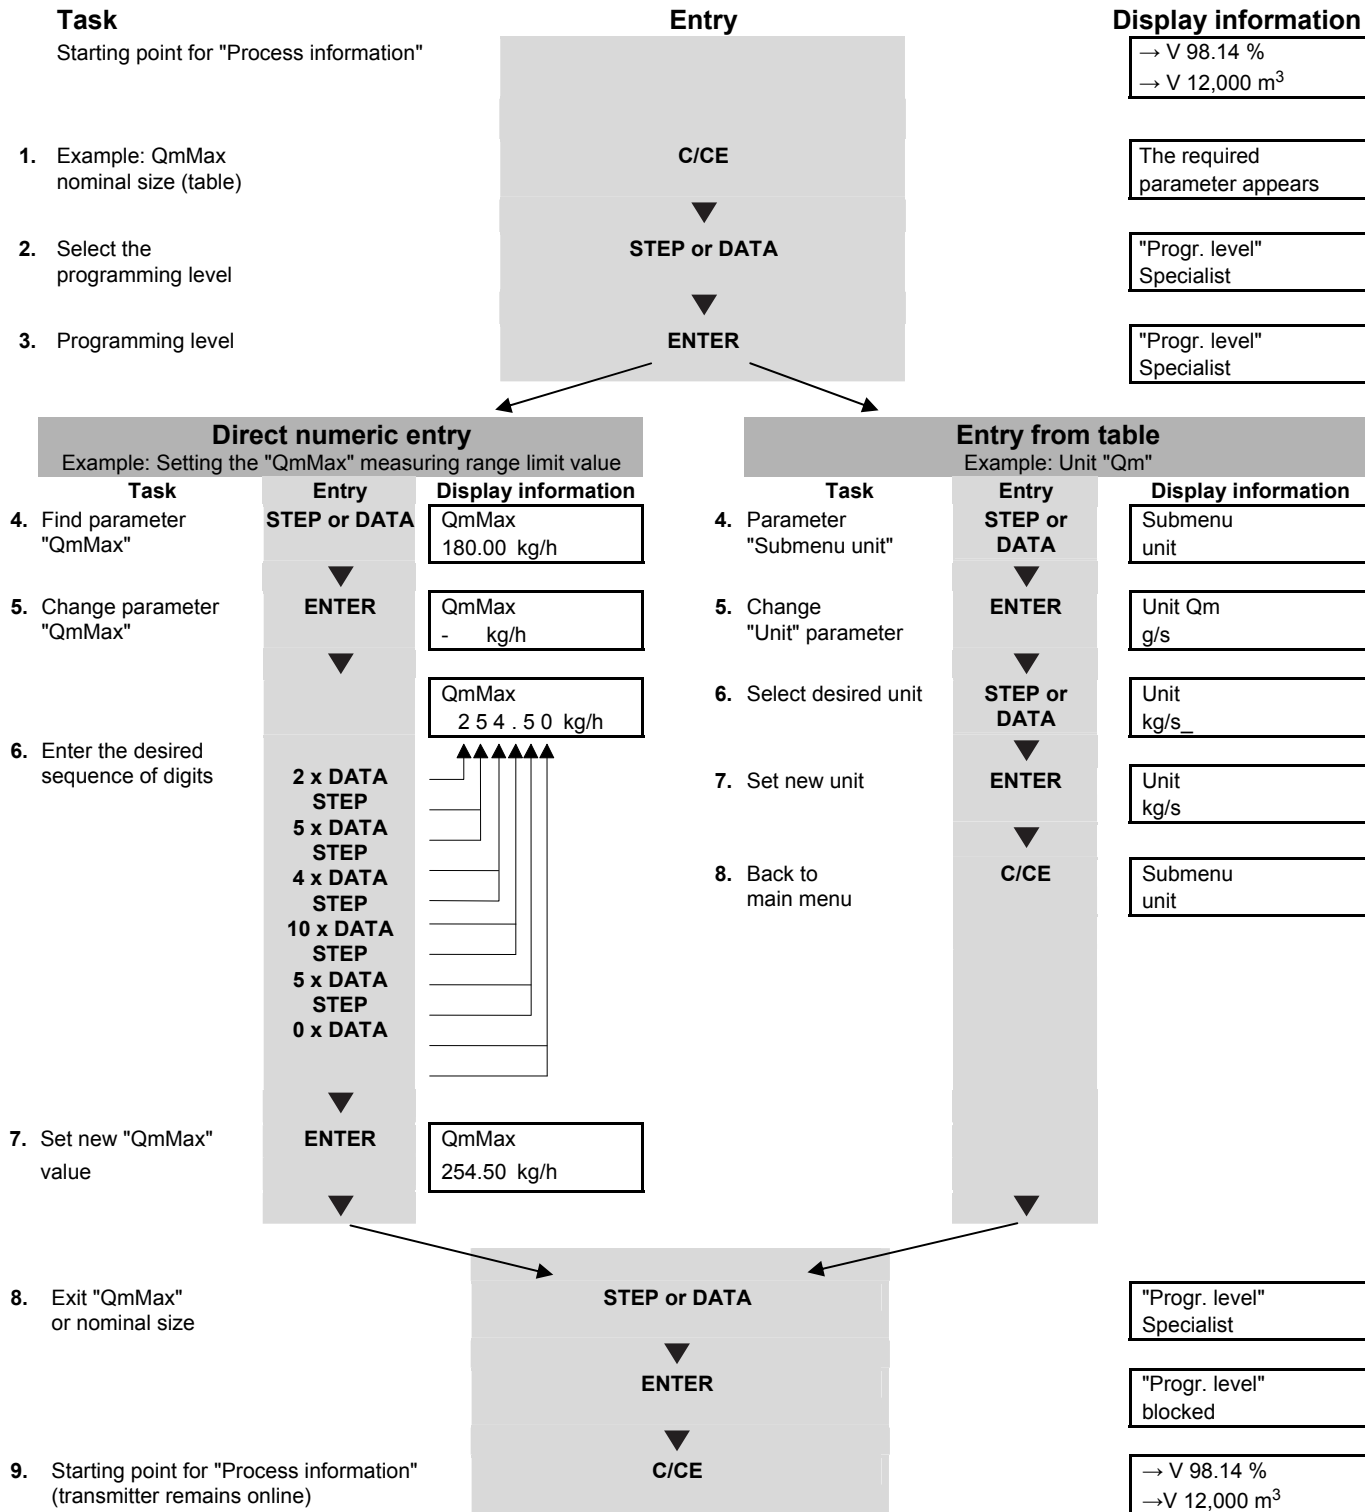 Task Entry Display information
Starting point for "Process information"
→ V 98.14 %
→ V 12,000 m³
1. Example: QmMax
nominal size (table)
C/CE
The required
parameter appears
2. Select the
programming level
STEP or DATA
"Progr. level"
Specialist
3. Programming level
ENTER
"Progr. level"
Specialist
Direct numeric entry
Example: Setting the "QmMax" measuring range limit value
Task Entry Display information
4. Find parameter
"QmMax"
STEP or DATA
QmMax
180.00 kg/h
5. Change parameter
"QmMax"
ENTER
QmMax
- kg/h
QmMax
2 5 4 . 5 0 kg/h
6. Enter the desired
sequence of digits
2 x DATA
STEP
5 x DATA
STEP
4 x DATA
STEP
10 x DATA
STEP
5 x DATA
STEP
0 x DATA
7. Set new "QmMax"
value
ENTER
QmMax
254.50 kg/h
Entry from table
Example: Unit "Qm"
Task Entry Display information
4. Parameter
"Submenu unit"
STEP or
DATA
Submenu
unit
5. Change
"Unit" parameter
ENTER
Unit Qm
g/s
6. Select desired unit
STEP or
DATA
Unit
kg/s_
7. Set new unit
ENTER
Unit
kg/s
8. Back to
main menu
C/CE
Submenu
unit
8. Exit "QmMax"
or nominal size
STEP or DATA
"Progr. level"
Specialist
ENTER
"Progr. level"
blocked
9. Starting point for "Process information"
(transmitter remains online)
C/CE
→ V 98.14 %
→V 12,000 m³